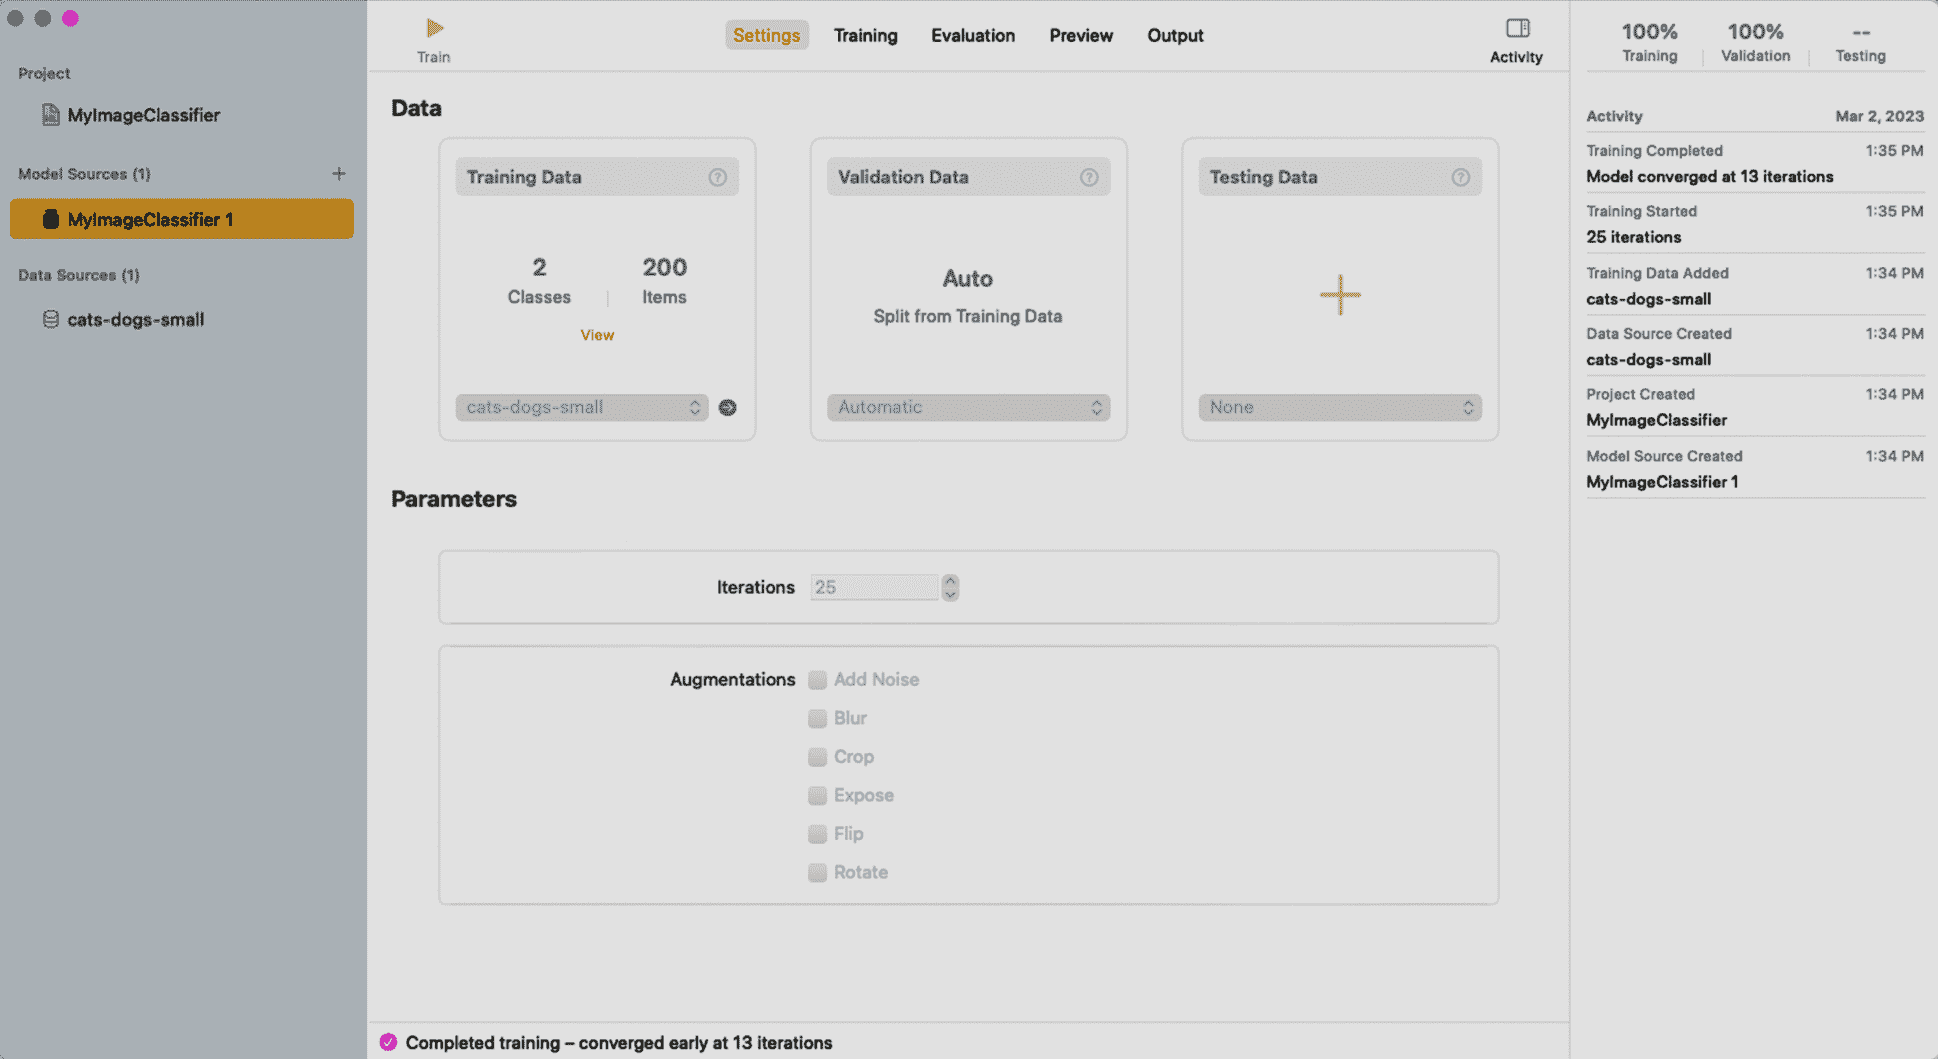 Project
MyImageClassifier
Model Sources (1)
MyImageClassifier 1
Data Sources (1)
cats-dogs-small
Train
Settings
Training
Evaluation
Preview
Output
Activity
Data
Training Data
2
Classes
200
Items
View
cats-dogs-small
Validation Data
Auto
Split from Training Data
Automatic
Testing Data
None
Parameters
Iterations 25
Augmentations
Add Noise
Blur
Crop
Expose
Flip
Rotate
Completed training – converged early at 13 iterations
100%
Training
100%
Validation
--
Testing
Activity Mar 2, 2023
Training Completed 1:35 PM
Model converged at 13 iterations
Training Started 1:35 PM
25 iterations
Training Data Added 1:34 PM
cats-dogs-small
Data Source Created 1:34 PM
cats-dogs-small
Project Created 1:34 PM
MyImageClassifier
Model Source Created 1:34 PM
MyImageClassifier 1